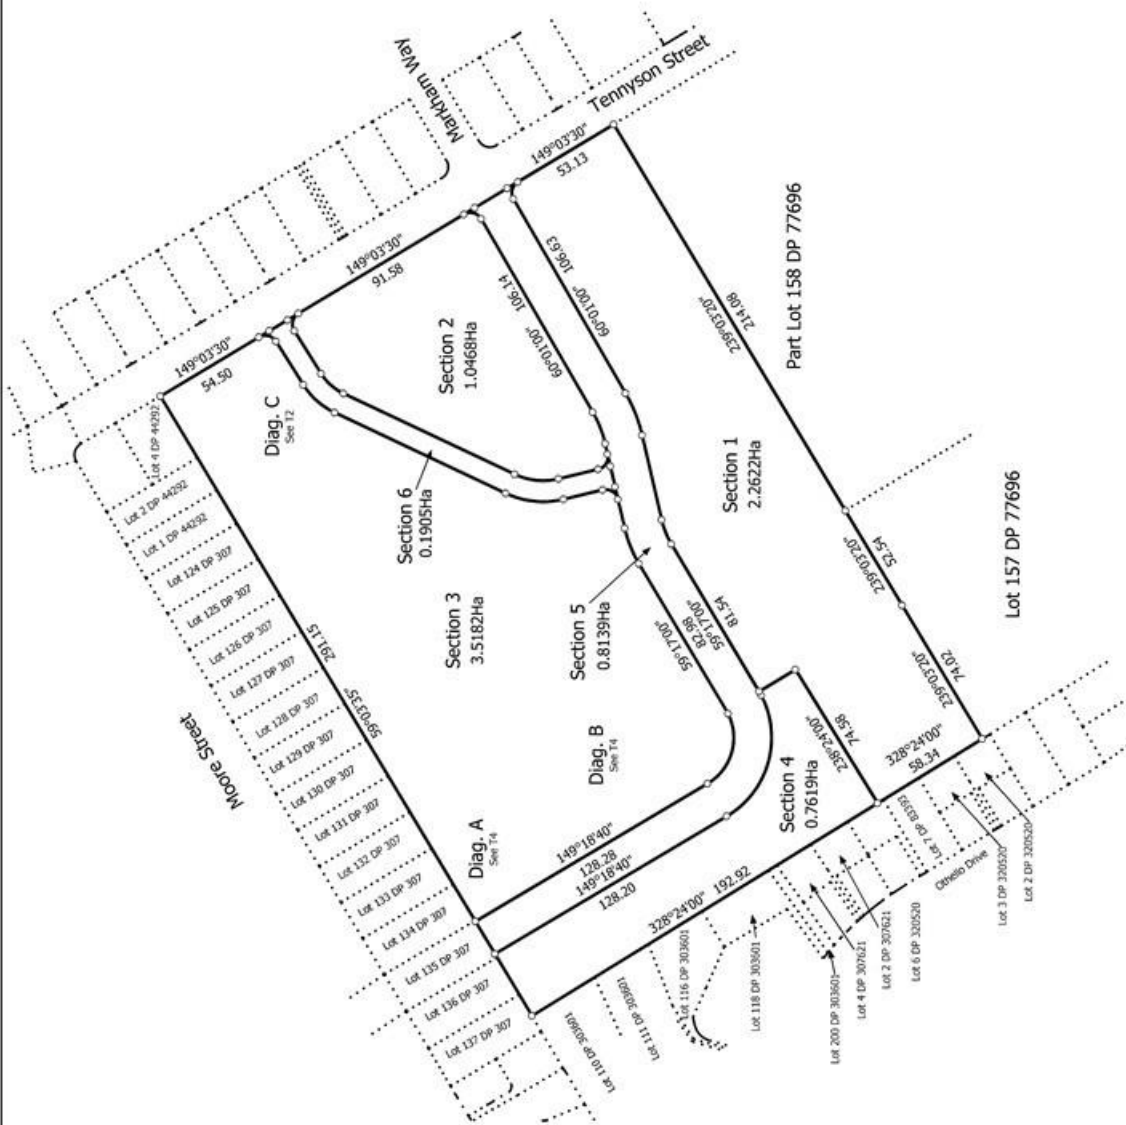 Markham Way
Tennyson Street
149°03'30"
53.13
149°03'30"
91.58
149°03'30"
54.50
Lot 4 DP 44292
Lot 2 DP 44292
Lot 1 DP 44292
Lot 124 DP 307
Lot 125 DP 307
Lot 126 DP 307
Lot 127 DP 307
Lot 128 DP 307
Lot 129 DP 307
Lot 130 DP 307
Lot 131 DP 307
Lot 132 DP 307
Lot 133 DP 307
Lot 134 DP 307
Lot 135 DP 307
Lot 136 DP 307
Lot 137 DP 307
Moore Street
291.15
59°03'35"
Diag. C
See T2
Section 2
1.0468Ha
106.14
60°01'00"
106.63
60°01'00"
Part Lot 158 DP 77696
214.08
239°03'20"
Section 6
0.1905Ha
Section 1
2.2622Ha
Section 3
3.5182Ha
Section 5
0.8139Ha
82.98
59°17'00"
81.54
59°17'00"
52.54
239°03'20"
Lot 157 DP 77696
74.02
239°03'20"
Diag. B
See T4
Diag. A
See T4
149°18'40"
128.28
149°18'40"
128.20
Section 4
0.7619Ha
74.58
238°24'00"
328°24'00"
58.34
328°24'00"
192.92
Lot 7 DP 83393
Othello Drive
Lot 3 DP 320520
Lot 2 DP 320520
Lot 6 DP 320520
Lot 2 DP 307621
Lot 4 DP 307621
Lot 200 DP 303601
Lot 118 DP 303601
Lot 116 DP 303601
Lot 111 DP 303601
Lot 110 DP 303601